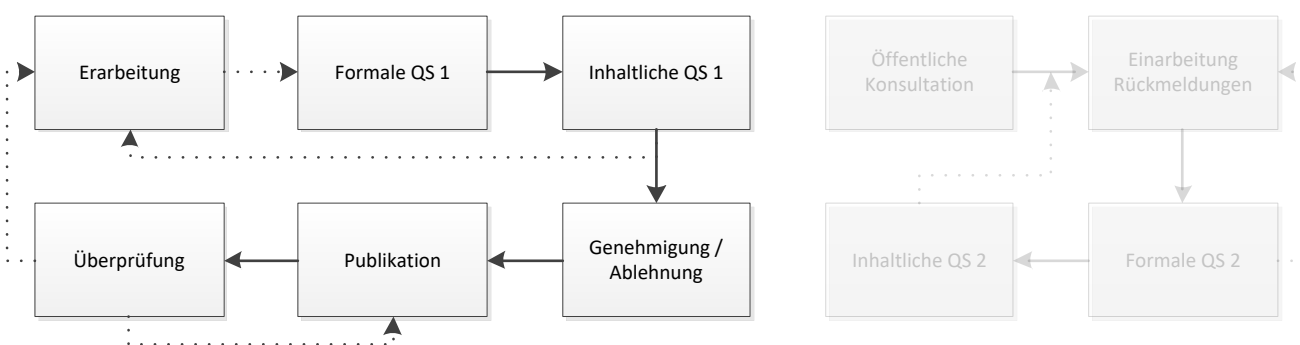 Erarbeitung
Formale QS 1
Inhaltliche QS 1
Öffentliche
Konsultation
Einarbeitung
Rückmeldungen
Überprüfung
Publikation
Genehmigung /
Ablehnung
Inhaltliche QS 2
Formale QS 2